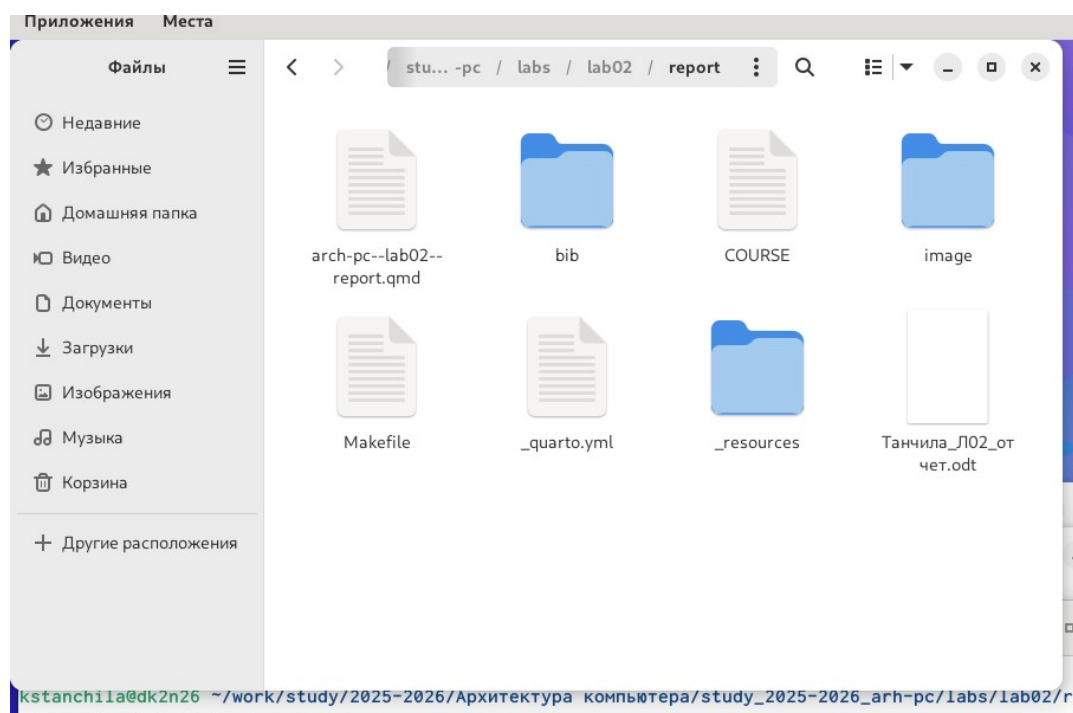 Приложения Места
Файлы
/ stu... -pc / labs / lab02 / report
Недавние
Избранные
Домашняя папка
Видео
Документы
Загрузки
Изображения
Музыка
Корзина
Другие расположения
arch-pc--lab02--
report.qmd
bib
COURSE
image
Makefile
_quarto.yml
_resources
Танчила_Л02_от
чет.odt
kstanchila@dk2n26 ~/work/study/2025-2026/Архитектура компьютера/study_2025-2026_arh-pc/labs/lab02/r